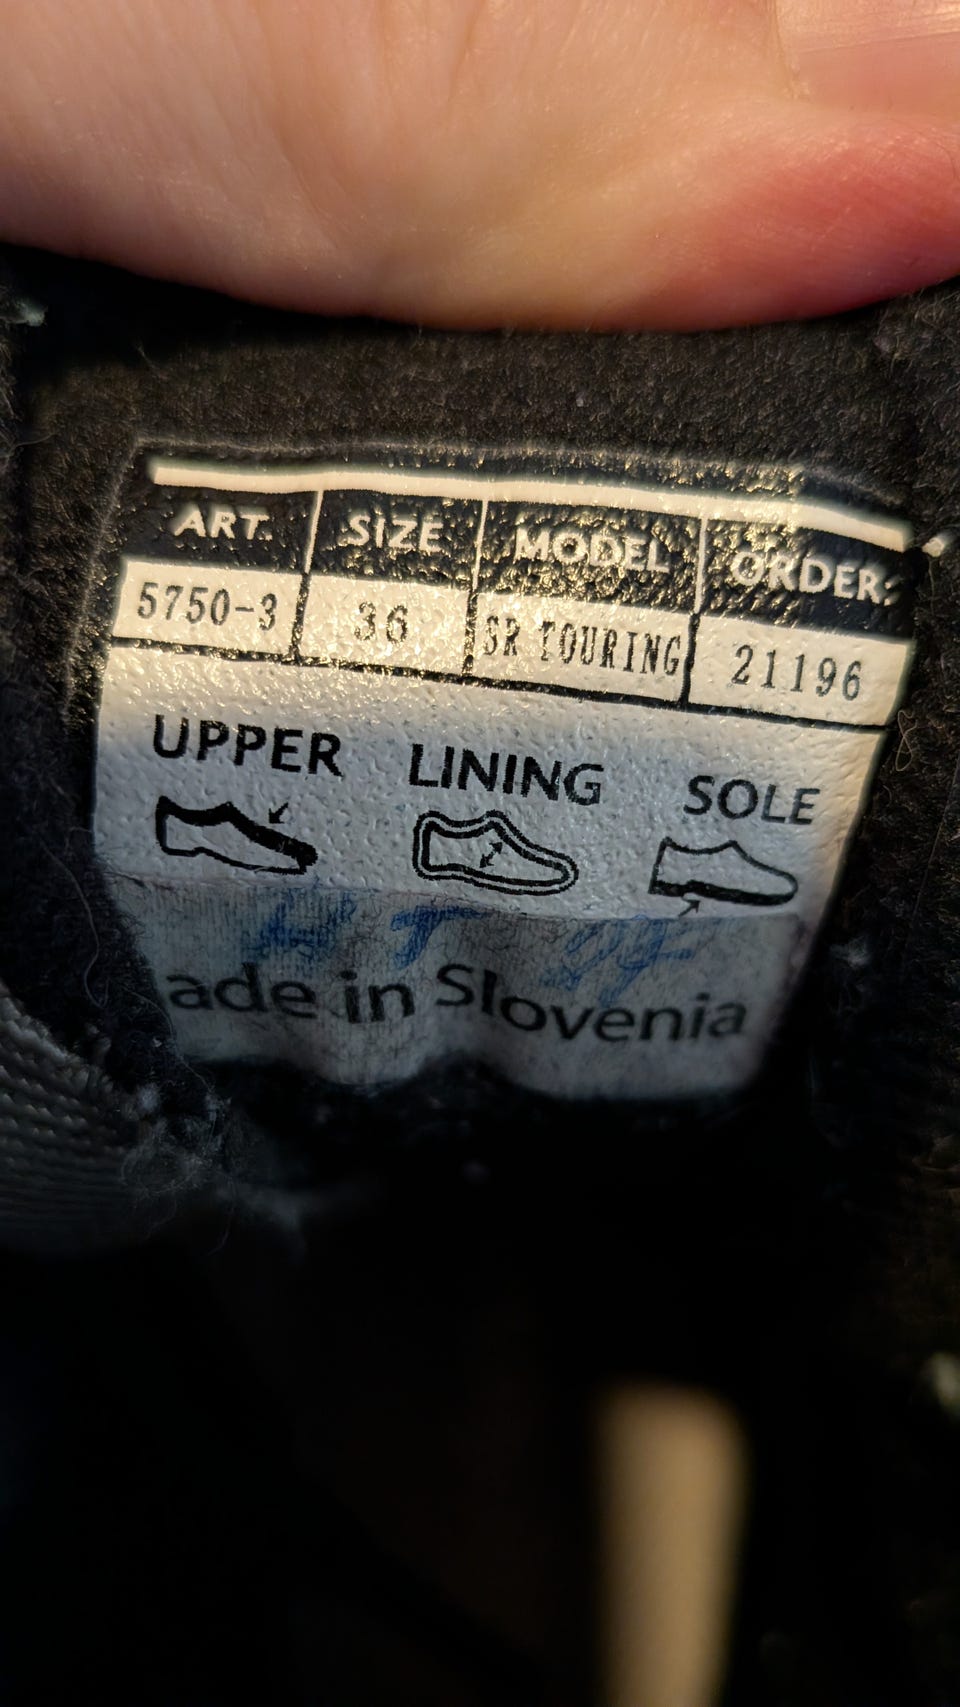 ART. SIZE MODEL ORDER:
5750-3 36 SR TOURING 21196
UPPER LINING SOLE
ade in Slovenia